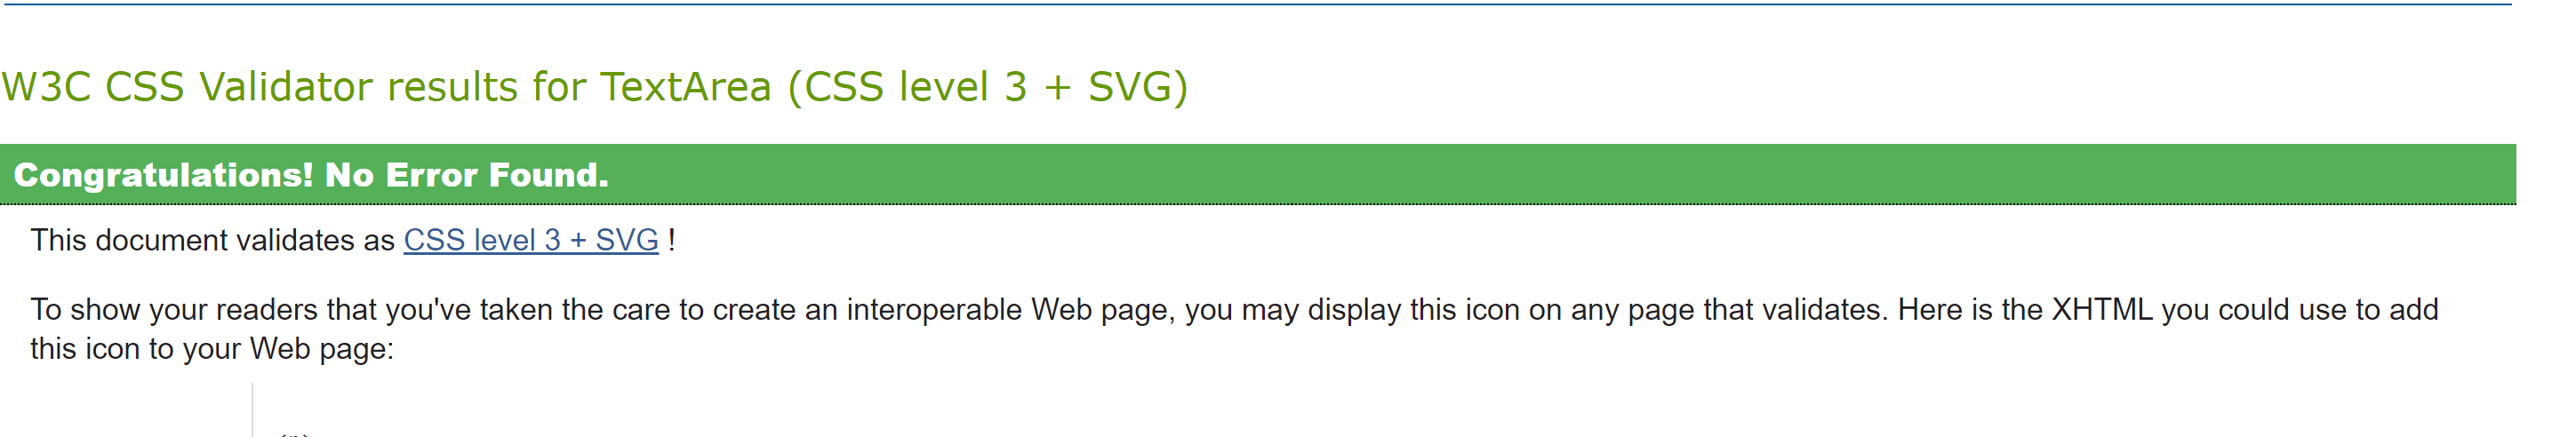 W3C CSS Validator results for TextArea (CSS level 3 + SVG)
Congratulations! No Error Found.
This document validates as CSS level 3 + SVG !
To show your readers that you've taken the care to create an interoperable Web page, you may display this icon on any page that validates. Here is the XHTML you could use to add
this icon to your Web page: